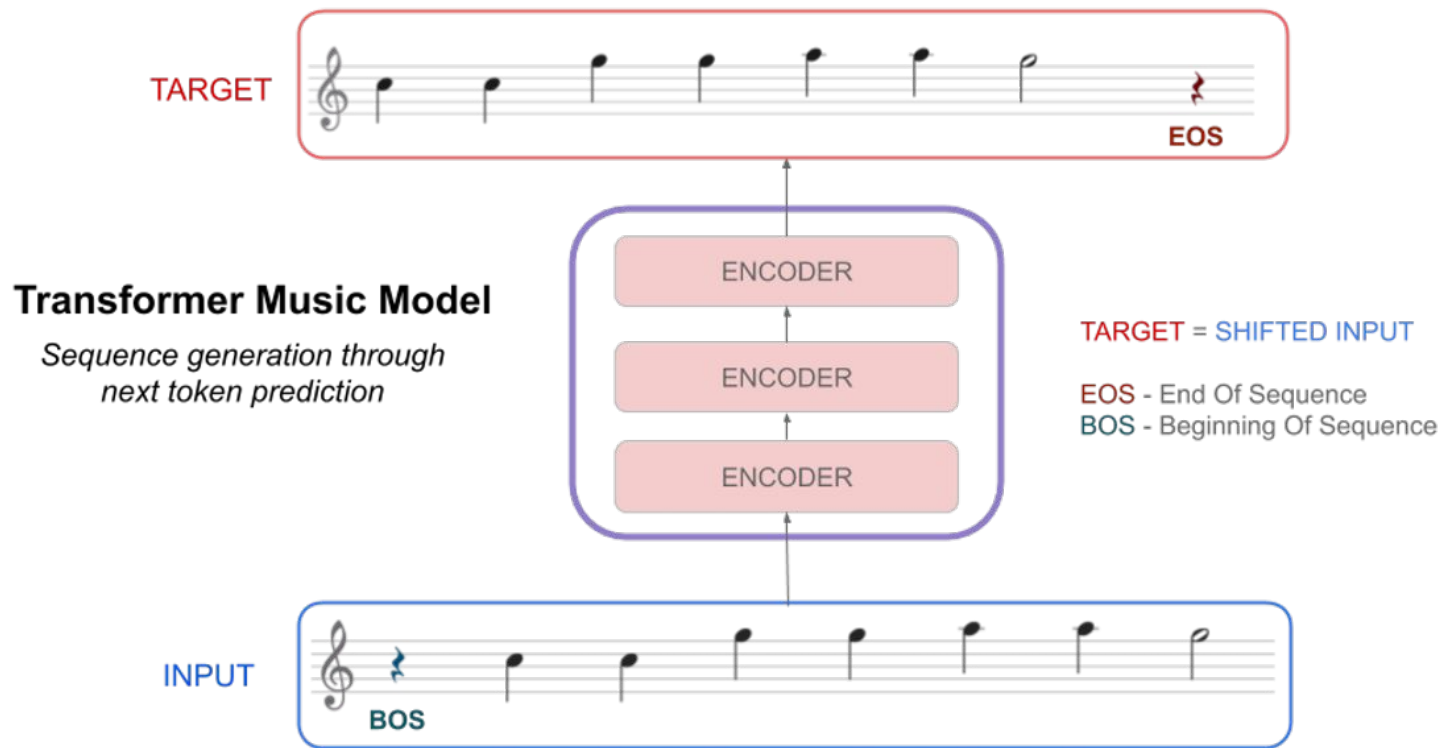 TARGET
EOS
ENCODER
ENCODER
ENCODER
Transformer Music Model
Sequence generation through
next token prediction
TARGET = SHIFTED INPUT
EOS - End Of Sequence
BOS - Beginning Of Sequence
INPUT
BOS